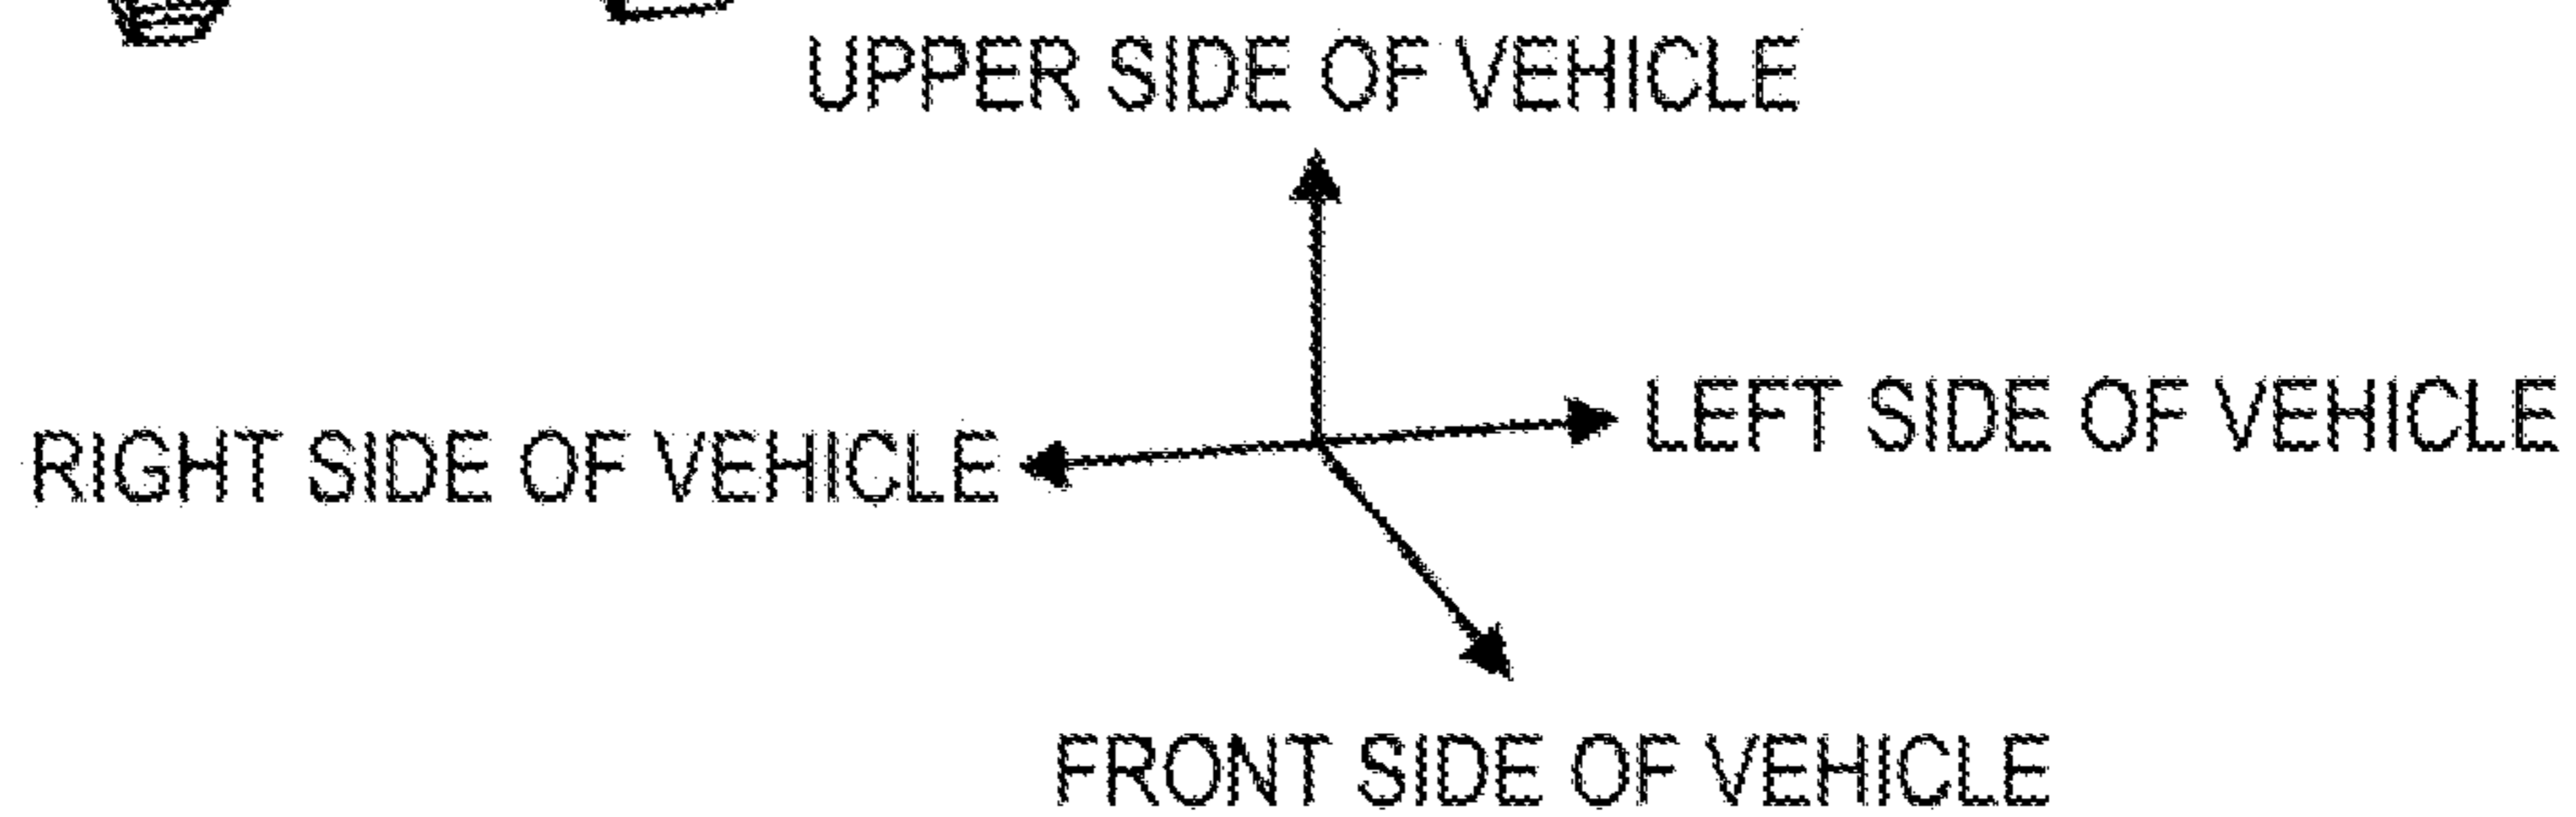 UPPER SIDE OF VEHICLE
LEFT SIDE OF VEHICLE
RIGHT SIDE OF VEHICLE
FRONT SIDE OF VEHICLE